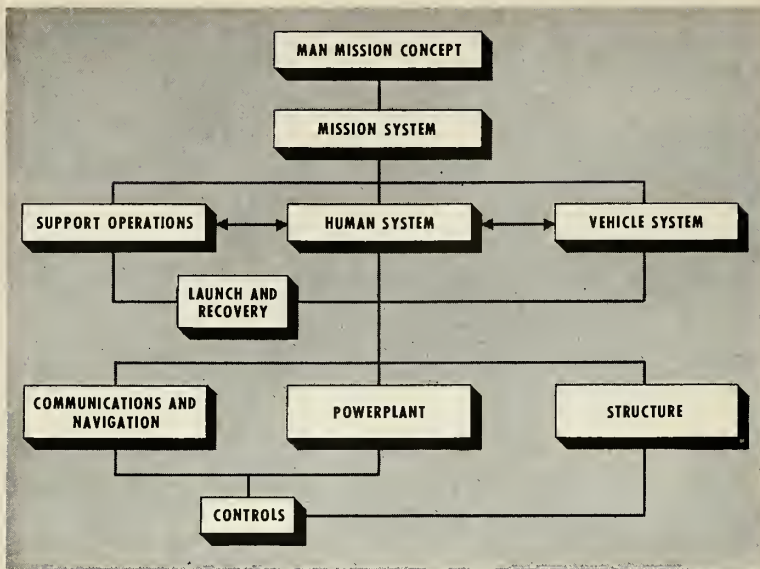 MAN MISSION CONCEPT
MISSION SYSTEM
SUPPORT OPERATIONS
HUMAN SYSTEM
VEHICLE SYSTEM
LAUNCH AND
RECOVERY
COMMUNICATIONS AND
NAVIGATION
POWERPLANT
STRUCTURE
CONTROLS